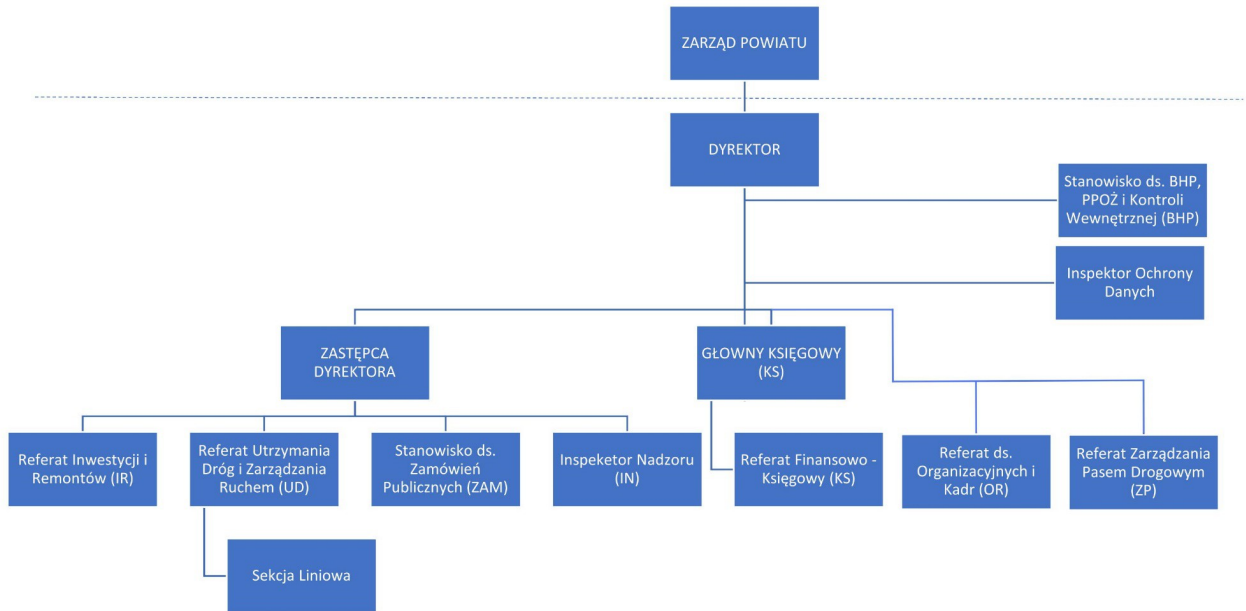 ZARZĄD POWIATU
DYREKTOR
Stanowisko ds. BHP,
PPOŻ i Kontroli
Wewnętrznej (BHP)
Inspektor Ochrony
Danych
ZASTĘPCA
DYREKTORA
GŁOWNY KSIĘGOWY
(KS)
Referat Inwestycji i
Remontów (IR)
Referat Utrzymania
Dróg i Zarządzania
Ruchem (UD)
Stanowisko ds.
Zamówień
Publicznych (ZAM)
Inspeketor Nadzoru
(IN)
Referat Finansowo -
Księgowy (KS)
Referat ds.
Organizacyjnych i
Kadr (OR)
Referat Zarządzania
Pasem Drogowym
(ZP)
Sekcja Liniowa